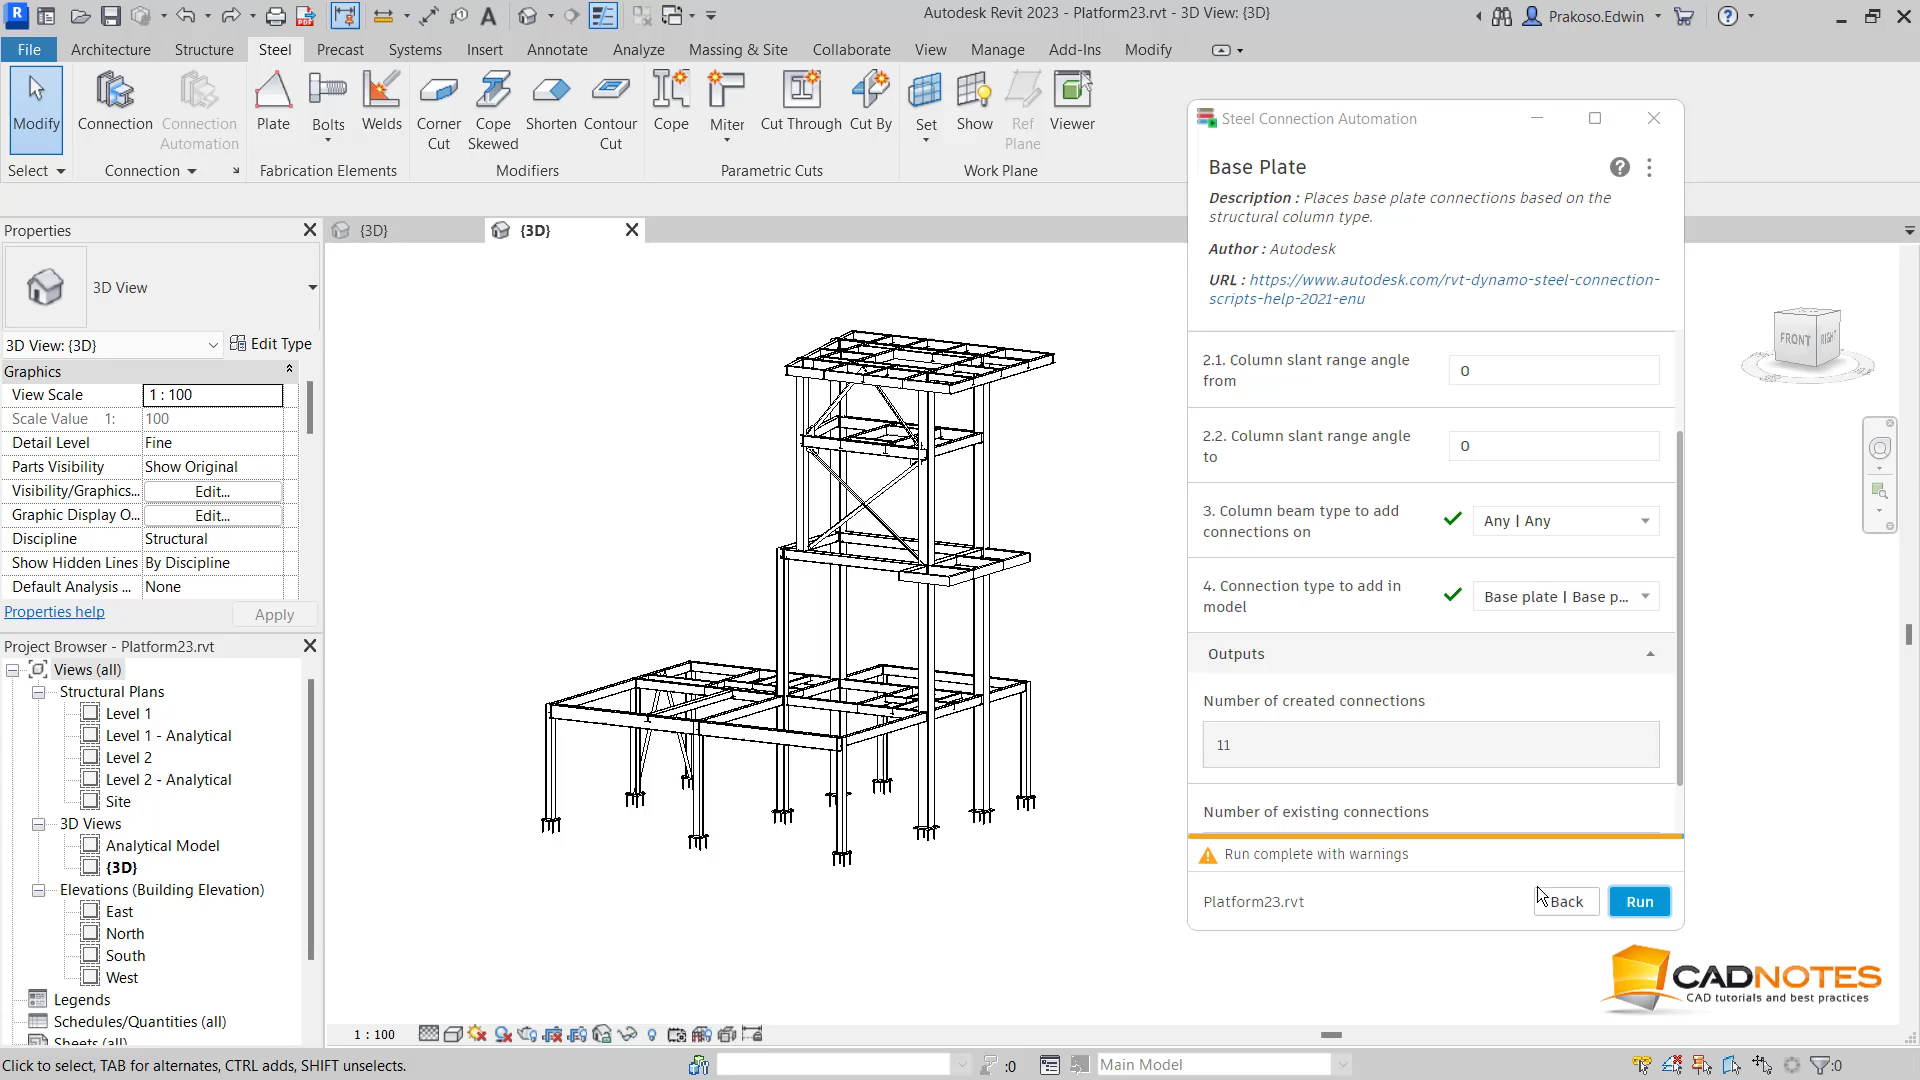 Autodesk Revit 2023 - Platform23.rvt - 3D View: {3D}
Prakoso.Edwin
File Architecture Structure Steel Precast Systems Insert Annotate Analyze Massing & Site Collaborate View Manage Add-Ins Modify
Modify
Connection
Connection Automation
Plate
Bolts
Welds
Corner Cut
Cope Skewed
Shorten
Contour Cut
Cope
Miter
Cut Through
Cut By
Set
Show
Ref Plane
Viewer
Select
Connection
Fabrication Elements
Modifiers
Parametric Cuts
Work Plane
Properties
{3D}
{3D}
3D View
3D View: {3D}
Edit Type
Graphics
View Scale 1 : 100
Scale Value 1: 100
Detail Level Fine
Parts Visibility Show Original
Visibility/Graphics... Edit...
Graphic Display O... Edit...
Discipline Structural
Show Hidden Lines By Discipline
Default Analysis ... None
Properties help
Apply
Project Browser - Platform23.rvt
Views (all)
Structural Plans
Level 1
Level 1 - Analytical
Level 2
Level 2 - Analytical
Site
3D Views
Analytical Model
{3D}
Elevations (Building Elevation)
East
North
South
West
Legends
Schedules/Quantities (all)
Sheets (all)
FRONT
RIGHT
Steel Connection Automation
Base Plate
Description : Places base plate connections based on the
structural column type.
Author : Autodesk
URL : https://www.autodesk.com/rvt-dynamo-steel-connection-
scripts-help-2021-enu
2.1. Column slant range angle
from
0
2.2. Column slant range angle
to
0
3. Column beam type to add
connections on
Any | Any
4. Connection type to add in
model
Base plate | Base p...
Outputs
Number of created connections
11
Number of existing connections
Run complete with warnings
Platform23.rvt
Back
Run
CADNOTES
CAD tutorials and best practices
1 : 100
Click to select, TAB for alternates, CTRL adds, SHIFT unselects.
:0
Main Model
:0